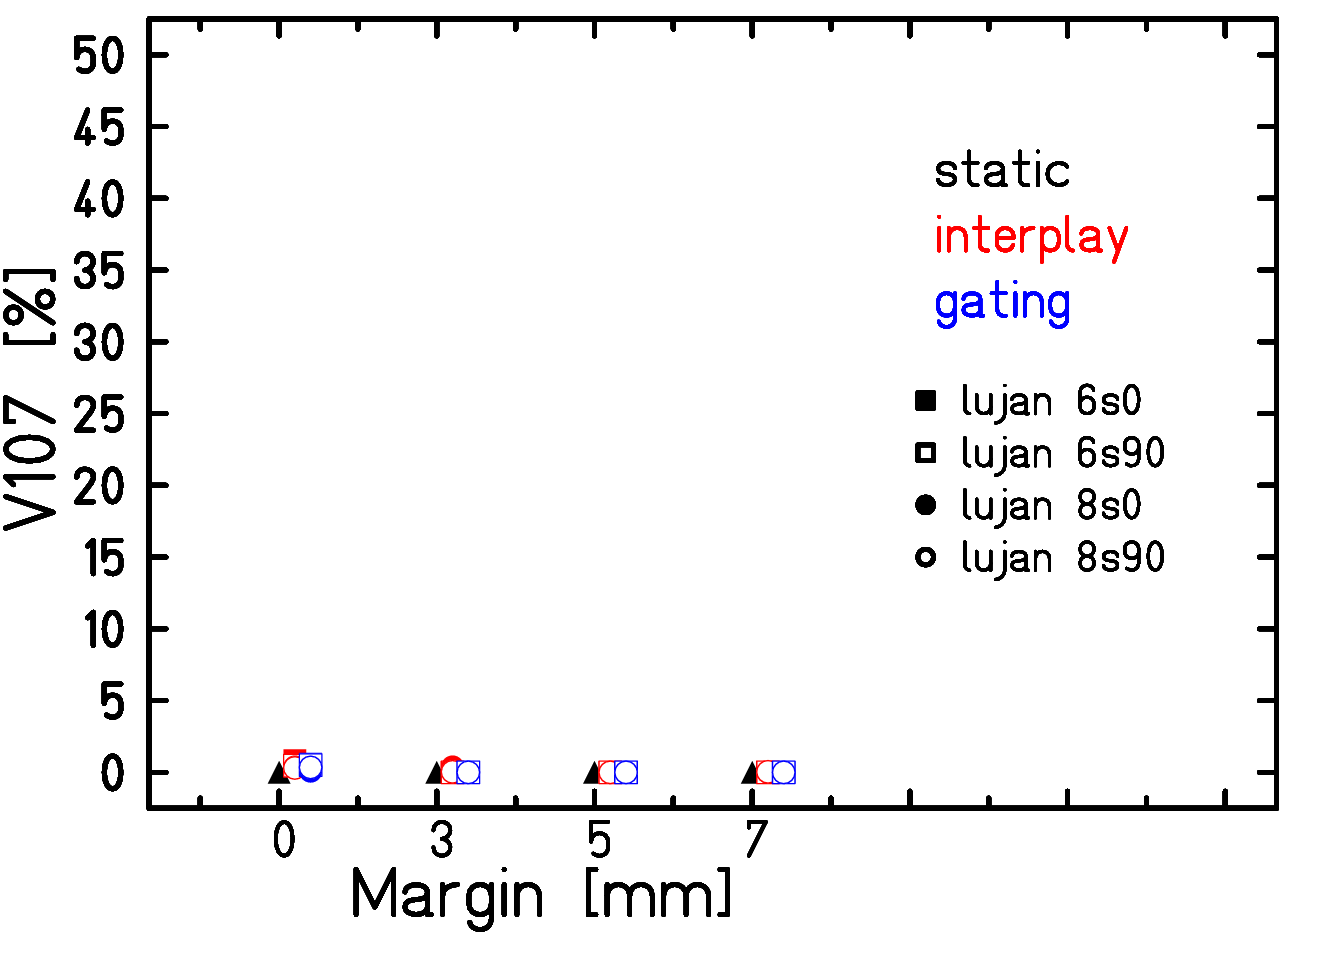 50
45
40
35
30
25
20
15
10
5
0
V107 [%]
static
interplay
gating
lujan 6s0
lujan 6s90
lujan 8s0
lujan 8s90
0 3 5 7
Margin [mm]